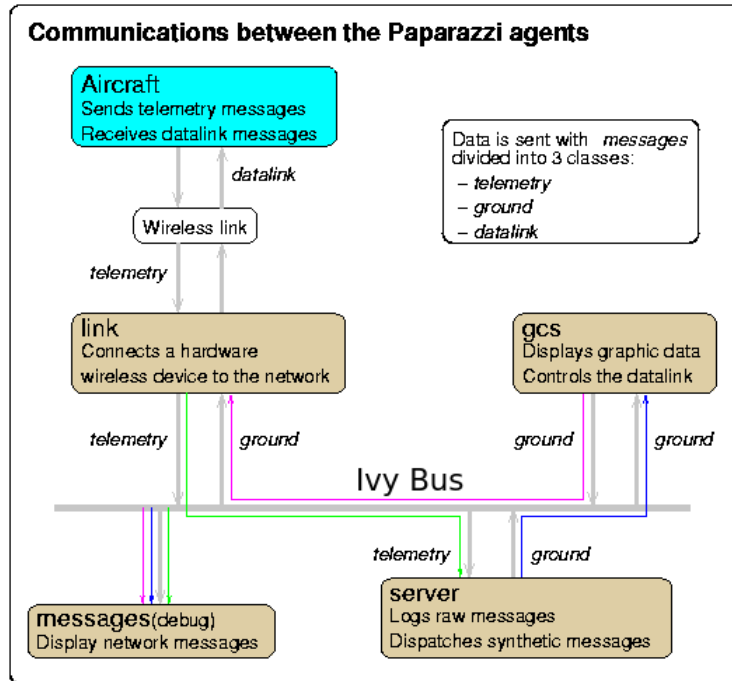 Communications between the Paparazzi agents
Aircraft
Sends telemetry messages
Receives datalink messages
Data is sent with messages
divided into 3 classes:
– telemetry
– ground
– datalink
datalink
Wireless link
telemetry
link
Connects a hardware
wireless device to the network
gcs
Displays graphic data
Controls the datalink
telemetry
ground
ground
ground
Ivy Bus
telemetry
ground
messages(debug)
Display network messages
server
Logs raw messages
Dispatches synthetic messages